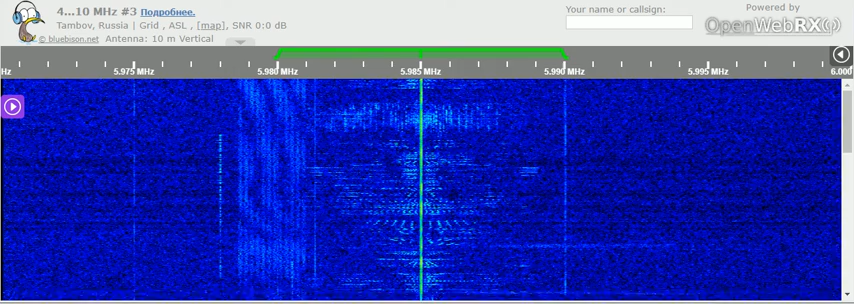 4...10 MHz #3 Подробнее.
Tambov, Russia | Grid , ASL , [map], SNR 0:0 dB
© bluebison.net Antenna: 10 m Vertical
Your name or callsign:
Powered by
OpenWebRX
Hz 5.975 MHz 5.980 MHz 5.985 MHz 5.990 MHz 5.995 MHz 6.000